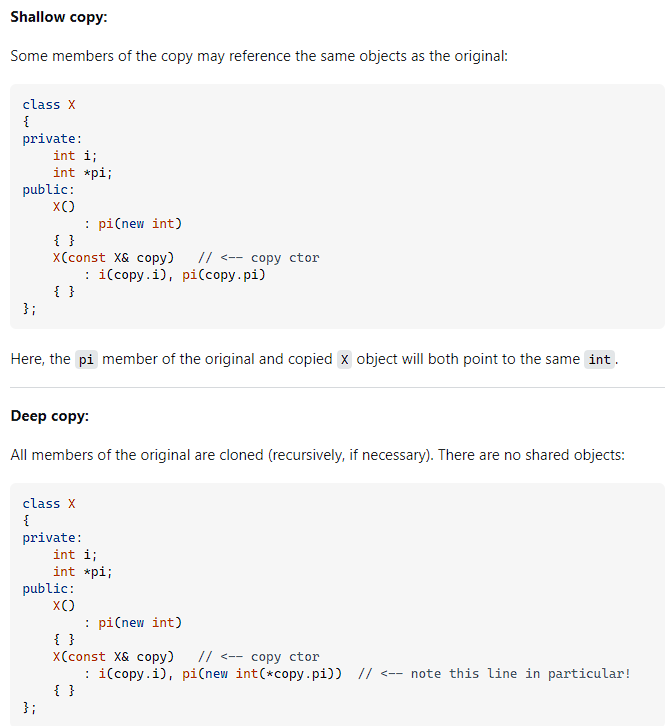 Shallow copy:
Some members of the copy may reference the same objects as the original:
class X
{
private:
    int i;
    int *pi;
public:
    X()
        : pi(new int)
    { }
    X(const X& copy)   // <-- copy ctor
        : i(copy.i), pi(copy.pi)
    { }
};
Here, the pi member of the original and copied X object will both point to the same int.
Deep copy:
All members of the original are cloned (recursively, if necessary). There are no shared objects:
class X
{
private:
    int i;
    int *pi;
public:
    X()
        : pi(new int)
    { }
    X(const X& copy)   // <-- copy ctor
        : i(copy.i), pi(new int(*copy.pi))  // <-- note this line in particular!
    { }
};